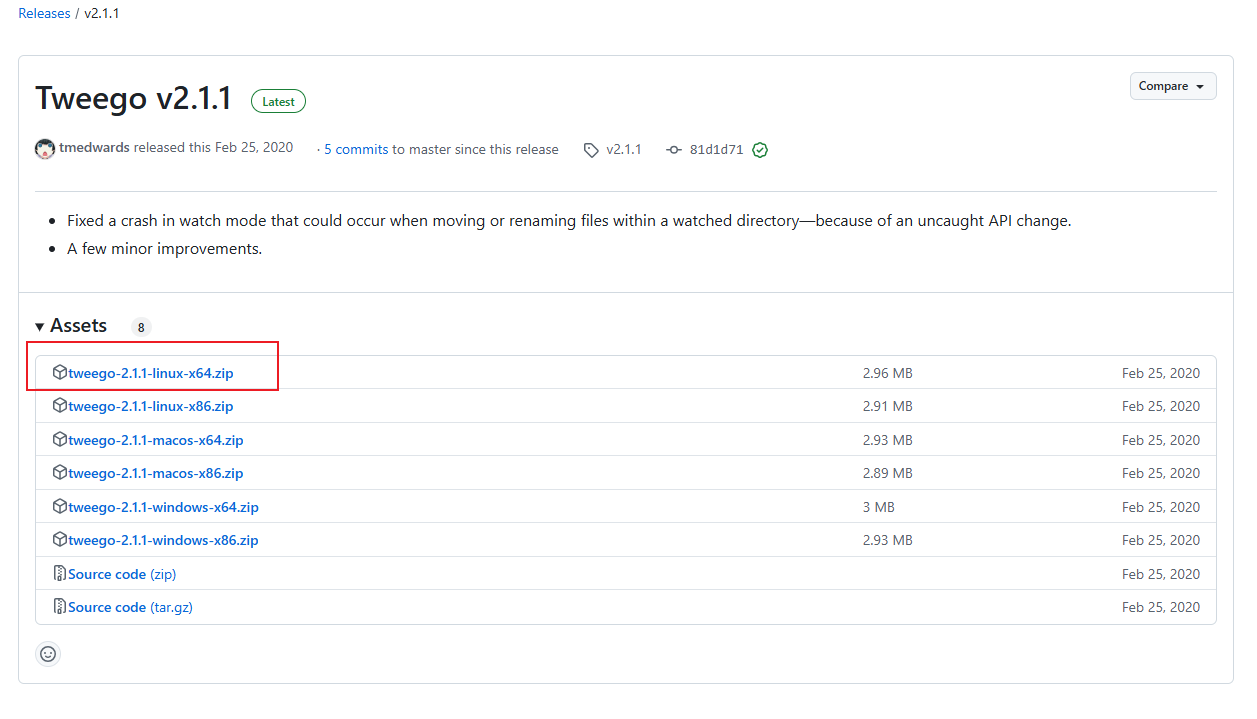 Releases / v2.1.1
Tweego v2.1.1 Latest
Compare
tmedwards released this Feb 25, 2020 · 5 commits to master since this release v2.1.1 81d1d71
Fixed a crash in watch mode that could occur when moving or renaming files within a watched directory—because of an uncaught API change.
A few minor improvements.
Assets 8
tweego-2.1.1-linux-x64.zip 2.96 MB Feb 25, 2020
tweego-2.1.1-linux-x86.zip 2.91 MB Feb 25, 2020
tweego-2.1.1-macos-x64.zip 2.93 MB Feb 25, 2020
tweego-2.1.1-macos-x86.zip 2.89 MB Feb 25, 2020
tweego-2.1.1-windows-x64.zip 3 MB Feb 25, 2020
tweego-2.1.1-windows-x86.zip 2.93 MB Feb 25, 2020
Source code (zip) Feb 25, 2020
Source code (tar.gz) Feb 25, 2020